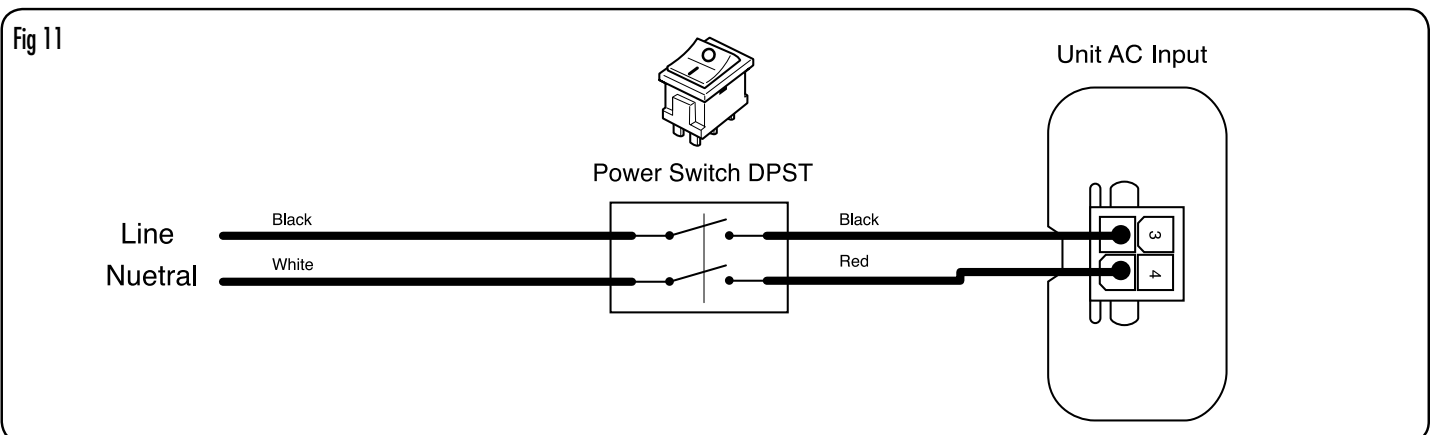 Fig 11
Unit AC Input
Power Switch DPST
Line
Black
Black
3
Nuetral
White
Red
4